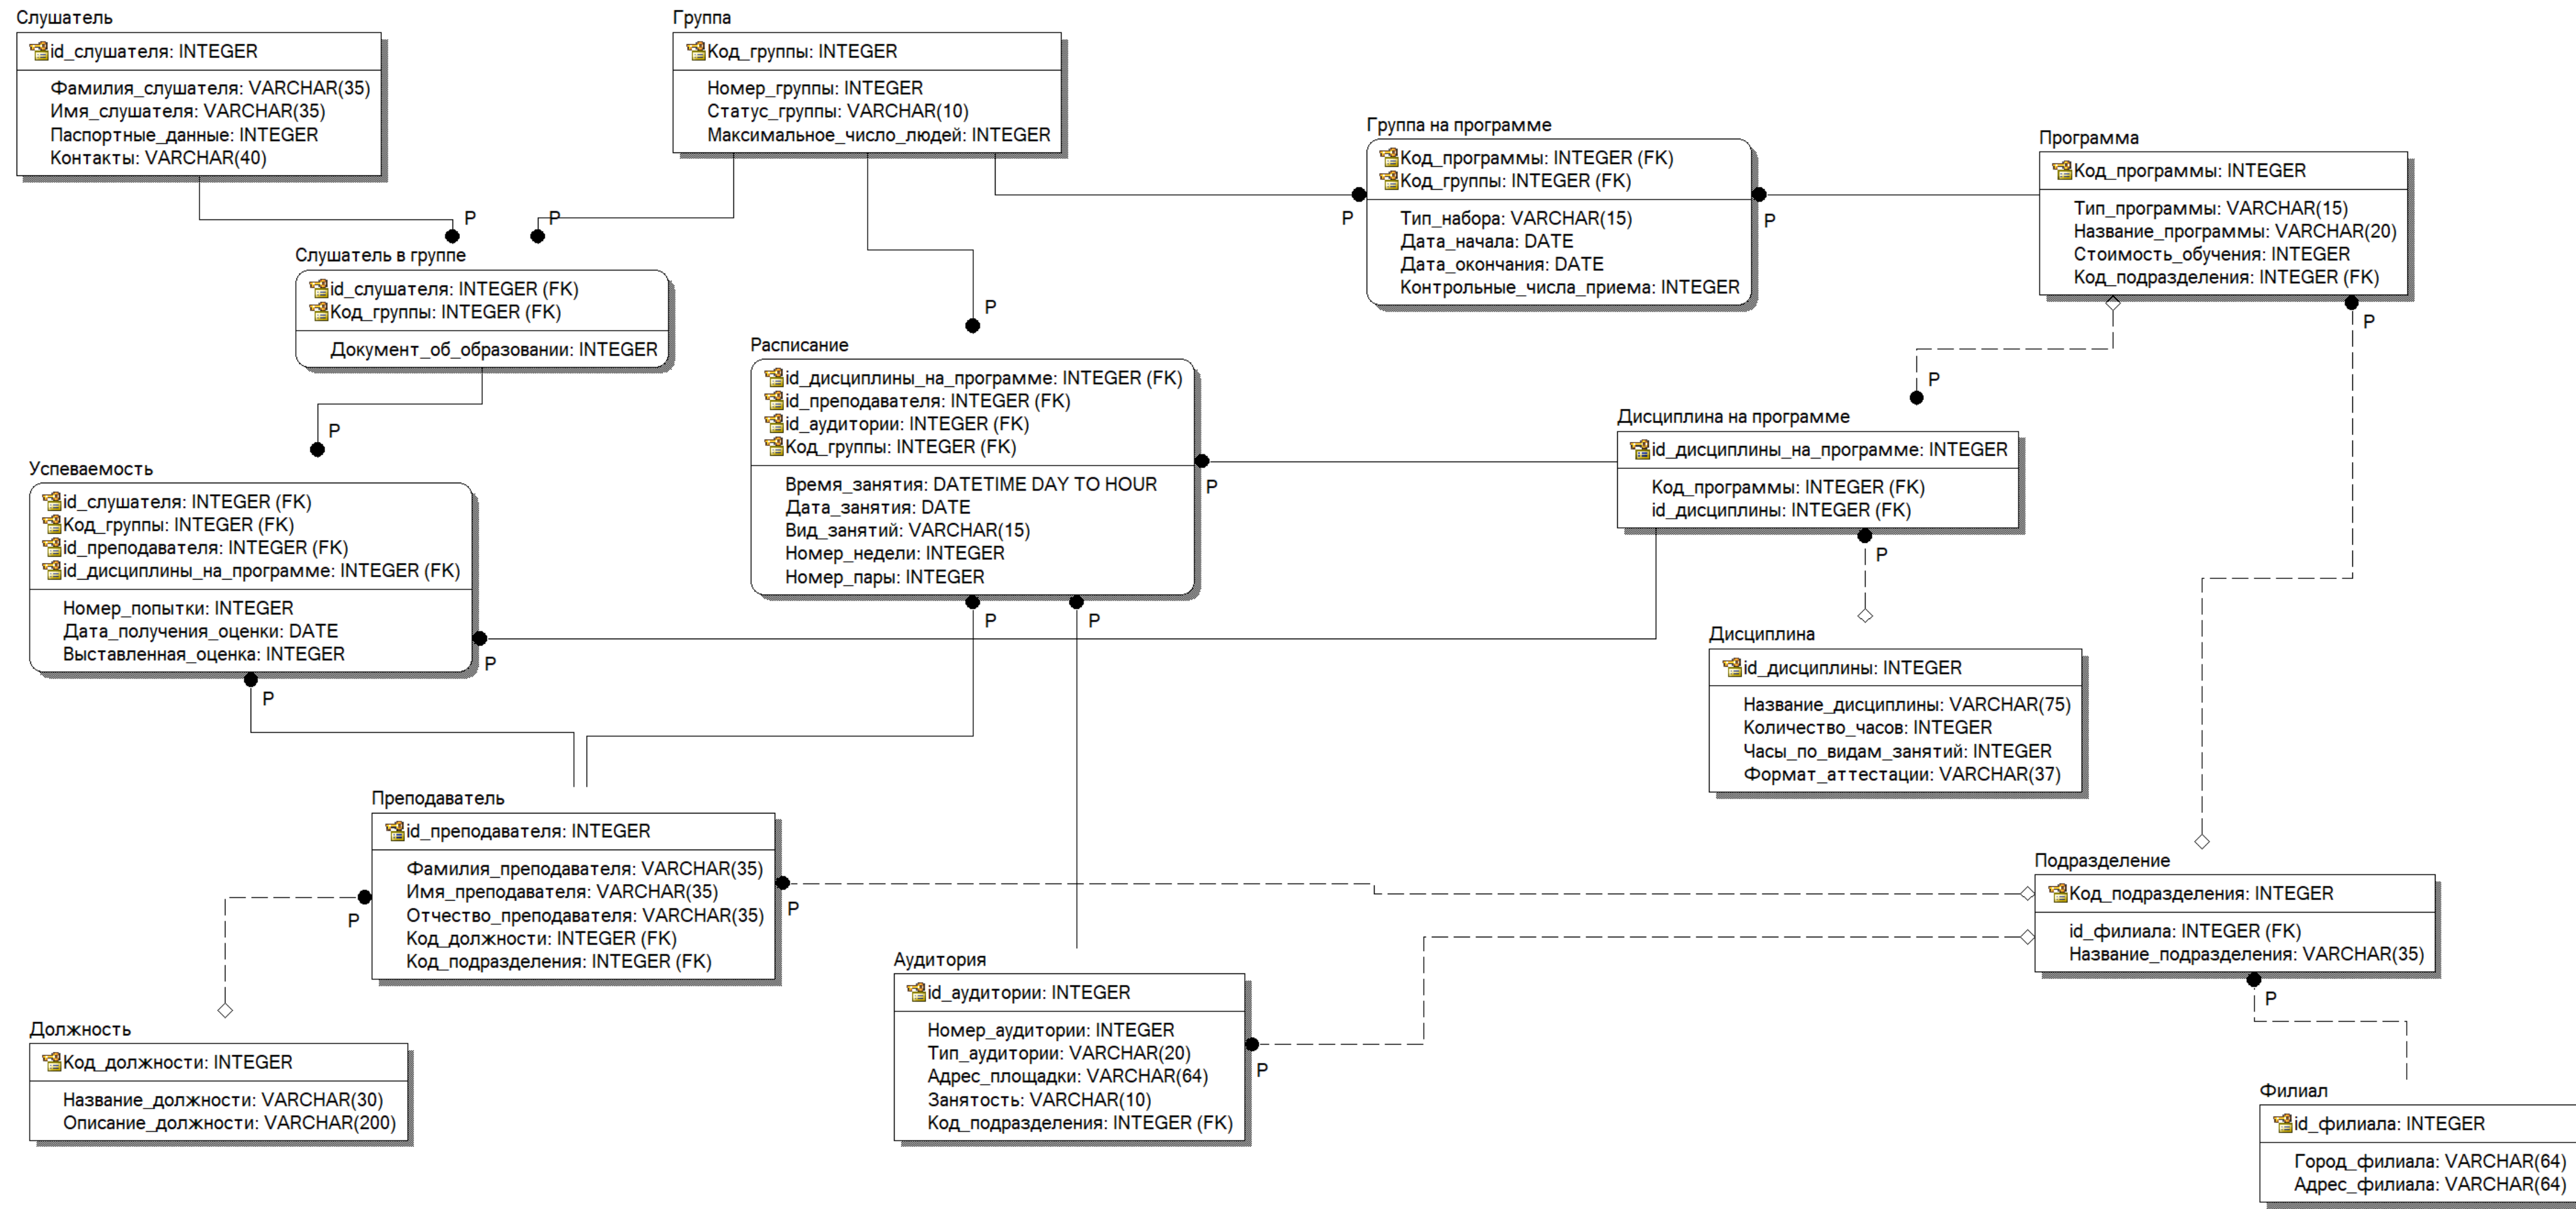 Слушатель
id_слушателя: INTEGER
Фамилия_слушателя: VARCHAR(35)
Имя_слушателя: VARCHAR(35)
Паспортные_данные: INTEGER
Контакты: VARCHAR(40)
Группа
Код_группы: INTEGER
Номер_группы: INTEGER
Статус_группы: VARCHAR(10)
Максимальное_число_людей: INTEGER
Группа на программе
Код_программы: INTEGER (FK)
Код_группы: INTEGER (FK)
Тип_набора: VARCHAR(15)
Дата_начала: DATE
Дата_окончания: DATE
Контрольные_числа_приема: INTEGER
Программа
Код_программы: INTEGER
Тип_программы: VARCHAR(15)
Название_программы: VARCHAR(20)
Стоимость_обучения: INTEGER
Код_подразделения: INTEGER (FK)
P
P
P
P
P
P
P
Слушатель в группе
id_слушателя: INTEGER (FK)
Код_группы: INTEGER (FK)
Документ_об_образовании: INTEGER
P
Расписание
id_дисциплины_на_программе: INTEGER (FK)
id_преподавателя: INTEGER (FK)
id_аудитории: INTEGER (FK)
Код_группы: INTEGER (FK)
Время_занятия: DATETIME DAY TO HOUR
Дата_занятия: DATE
Вид_занятий: VARCHAR(15)
Номер_недели: INTEGER
Номер_пары: INTEGER
P
Дисциплина на программе
id_дисциплины_на_программе: INTEGER
Код_программы: INTEGER (FK)
id_дисциплины: INTEGER (FK)
P
Успеваемость
id_слушателя: INTEGER (FK)
Код_группы: INTEGER (FK)
id_преподавателя: INTEGER (FK)
id_дисциплины_на_программе: INTEGER (FK)
Номер_попытки: INTEGER
Дата_получения_оценки: DATE
Выставленная_оценка: INTEGER
P
P
P
P
Дисциплина
id_дисциплины: INTEGER
Название_дисциплины: VARCHAR(75)
Количество_часов: INTEGER
Часы_по_видам_занятий: INTEGER
Формат_аттестации: VARCHAR(37)
Преподаватель
id_преподавателя: INTEGER
Фамилия_преподавателя: VARCHAR(35)
Имя_преподавателя: VARCHAR(35)
Отчество_преподавателя: VARCHAR(35)
Код_должности: INTEGER (FK)
Код_подразделения: INTEGER (FK)
P
P
Подразделение
Код_подразделения: INTEGER
id_филиала: INTEGER (FK)
Название_подразделения: VARCHAR(35)
P
Аудитория
id_аудитории: INTEGER
Номер_аудитории: INTEGER
Тип_аудитории: VARCHAR(20)
Адрес_площадки: VARCHAR(64)
Занятость: VARCHAR(10)
Код_подразделения: INTEGER (FK)
P
Должность
Код_должности: INTEGER
Название_должности: VARCHAR(30)
Описание_должности: VARCHAR(200)
Филиал
id_филиала: INTEGER
Город_филиала: VARCHAR(64)
Адрес_филиала: VARCHAR(64)